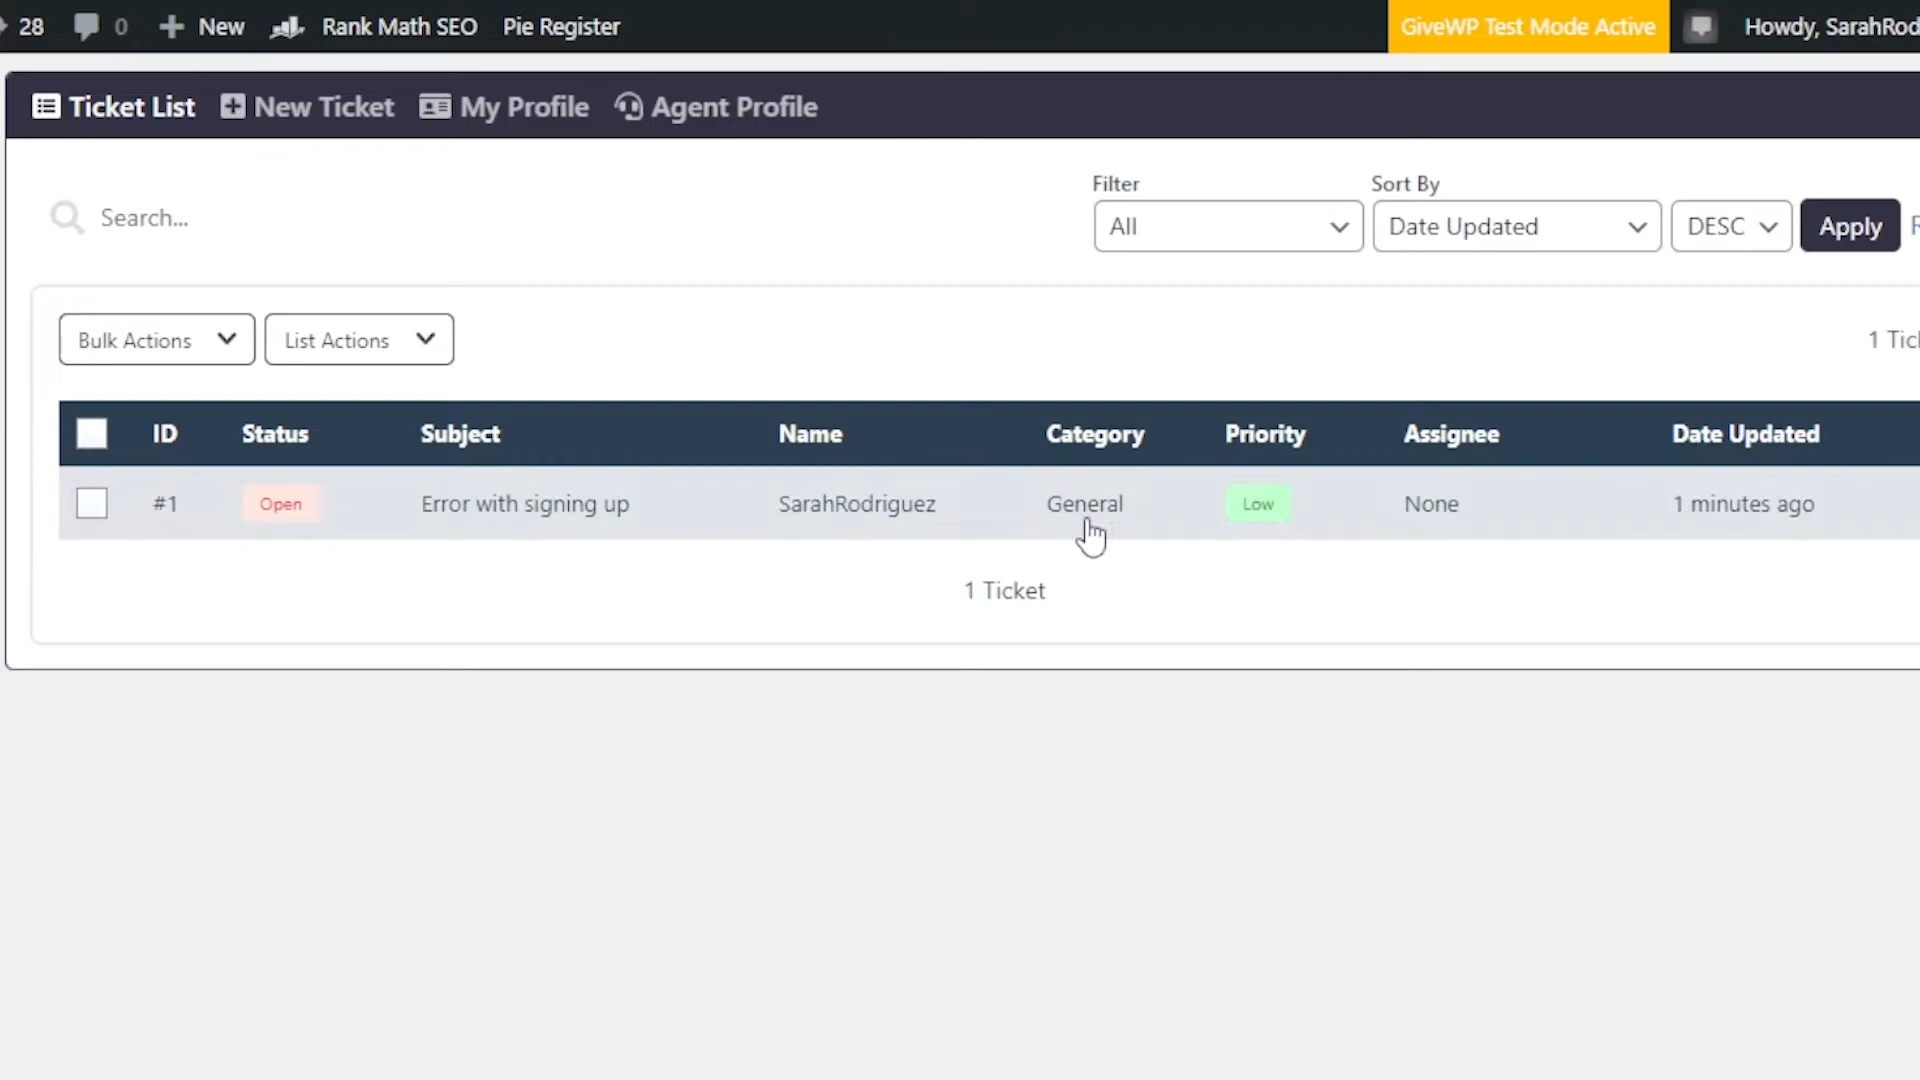 28 0 New Rank Math SEO Pie Register GiveWP Test Mode Active Howdy, SarahRod
Ticket List New Ticket My Profile Agent Profile
Filter Sort By
Search... All Date Updated DESC Apply
Bulk Actions List Actions 1 Tic
ID Status Subject Name Category Priority Assignee Date Updated
#1 Open Error with signing up SarahRodriguez General Low None 1 minutes ago
1 Ticket